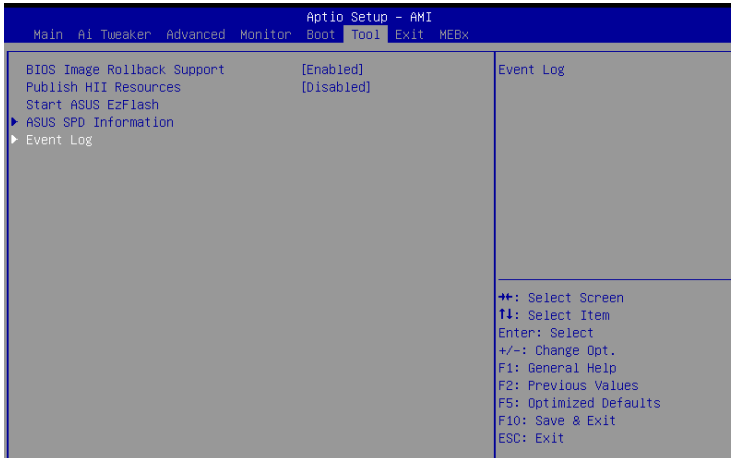 Aptio Setup – AMI
Main Ai Tweaker Advanced Monitor Boot Tool Exit MEBx
BIOS Image Rollback Support [Enabled]
Publish HII Resources [Disabled]
Start ASUS EzFlash
ASUS SPD Information
Event Log
Event Log
→←: Select Screen
↑↓: Select Item
Enter: Select
+/-: Change Opt.
F1: General Help
F2: Previous Values
F5: Optimized Defaults
F10: Save & Exit
ESC: Exit